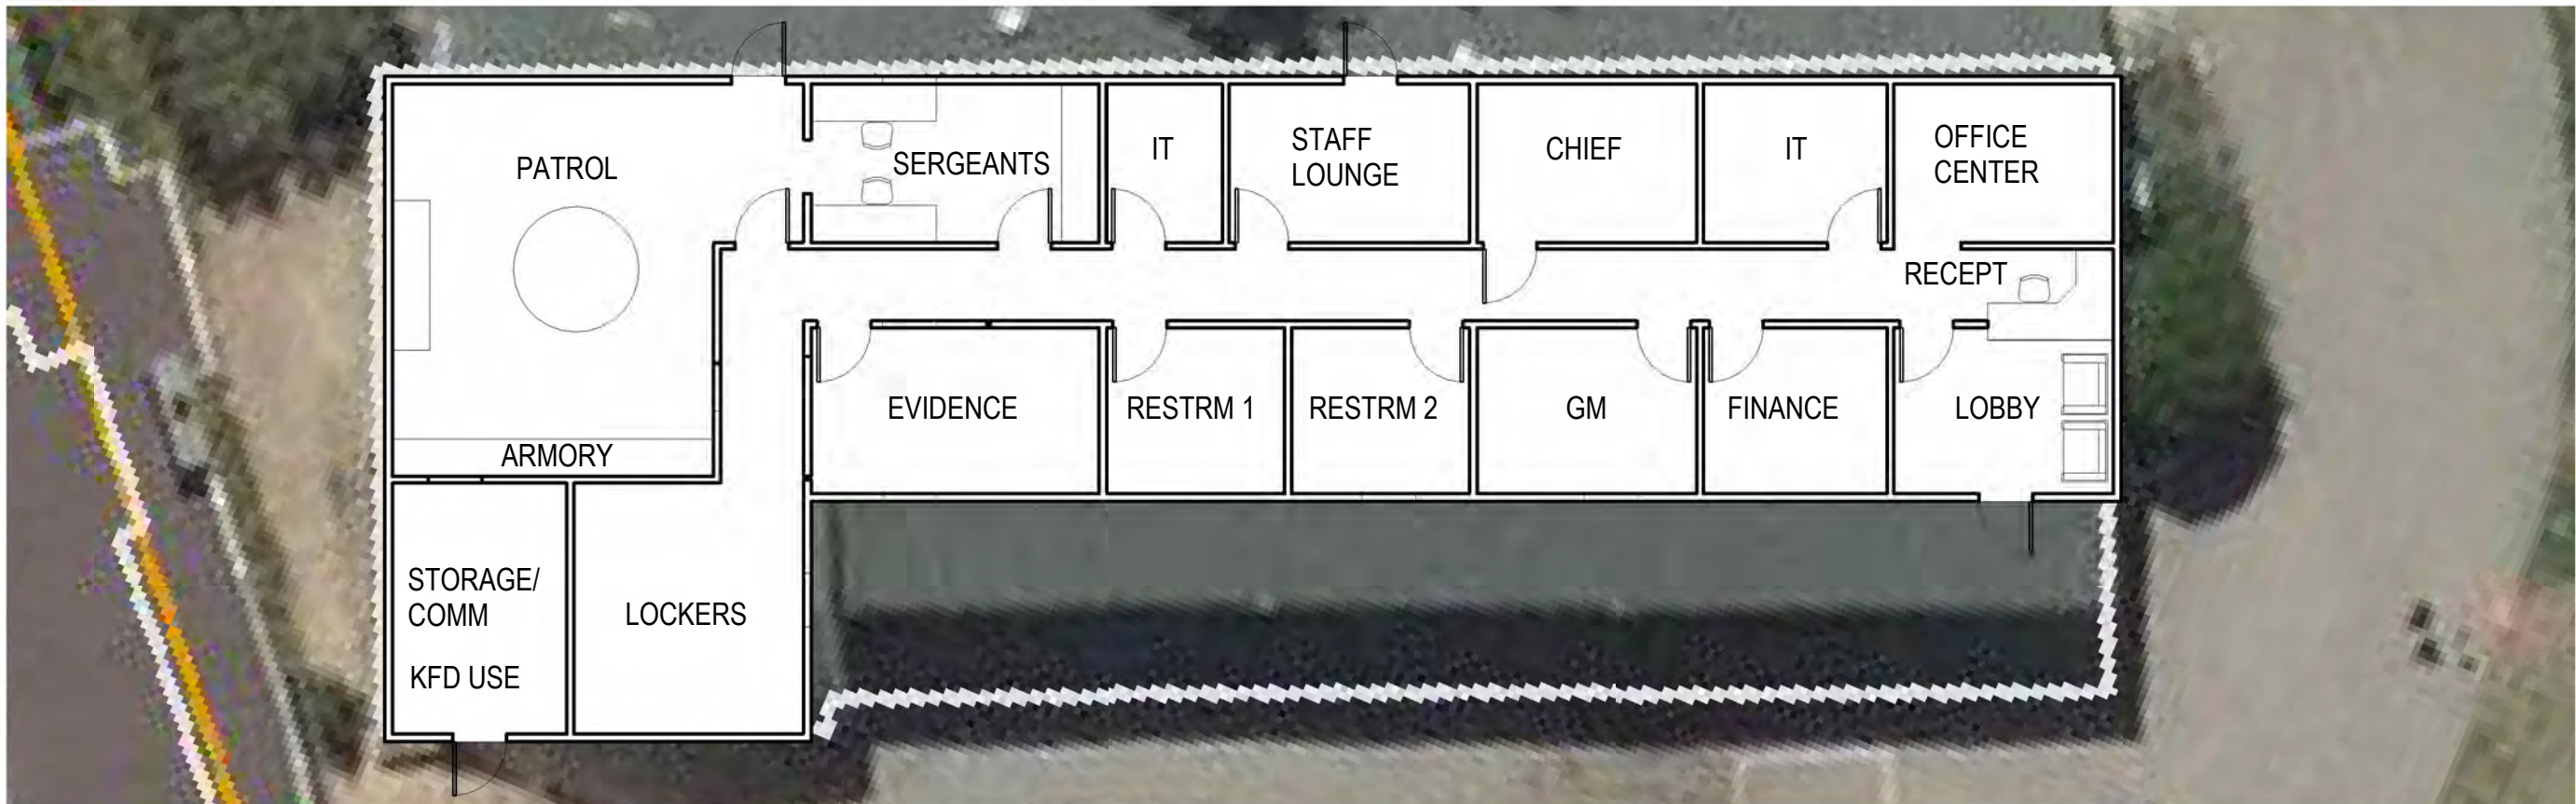 PATROL
SERGEANTS
IT
STAFF
LOUNGE
CHIEF
IT
OFFICE
CENTER
RECEPT
ARMORY
EVIDENCE
RESTRM 1
RESTRM 2
GM
FINANCE
LOBBY
STORAGE/
COMM
KFD USE
LOCKERS